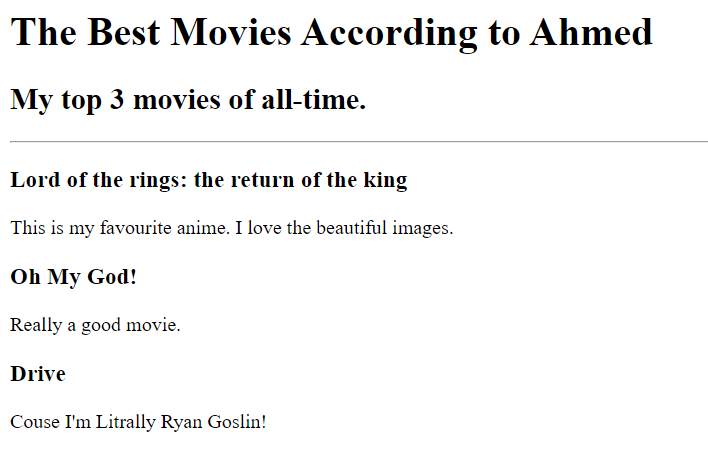 The Best Movies According to Ahmed
My top 3 movies of all-time.
Lord of the rings: the return of the king
This is my favourite anime. I love the beautiful images.
Oh My God!
Really a good movie.
Drive
Couse I'm Litrally Ryan Goslin!